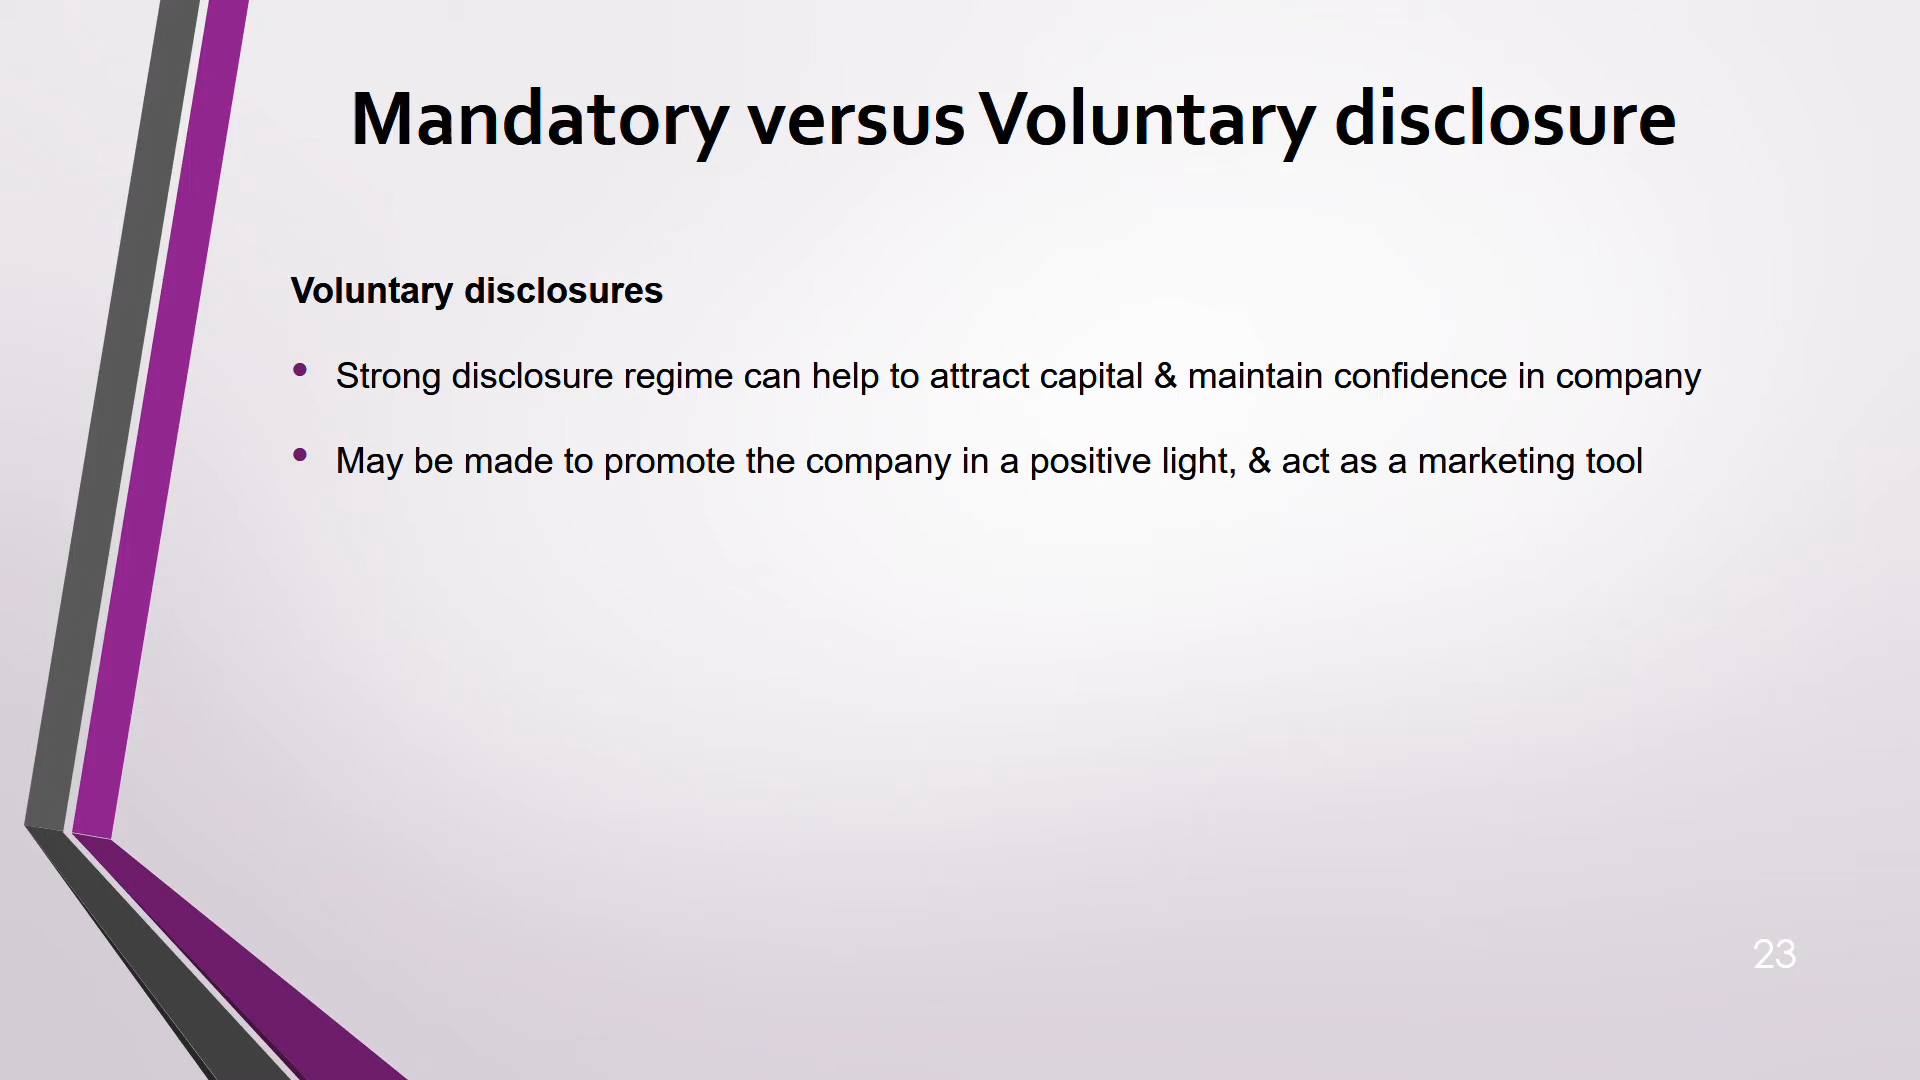 Mandatory versus Voluntary disclosure
Voluntary disclosures
• Strong disclosure regime can help to attract capital & maintain confidence in company
• May be made to promote the company in a positive light, & act as a marketing tool
23